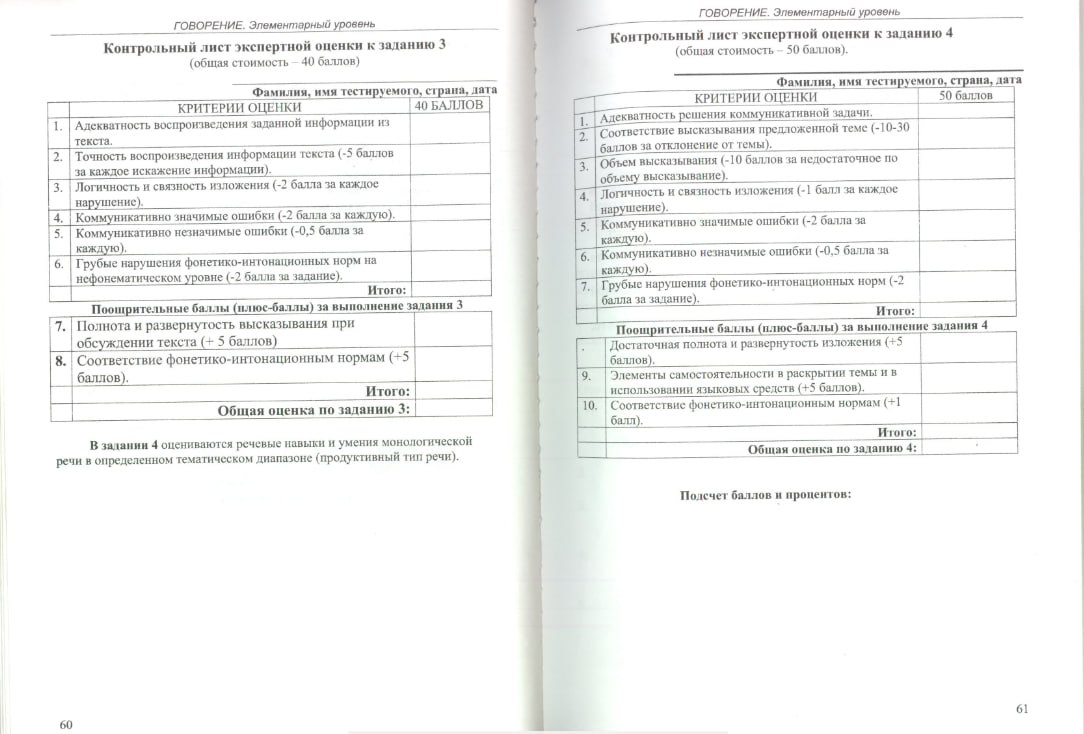 ГОВОРЕНИЕ. Элементарный уровень
Контрольный лист экспертной оценки к заданию 3
(общая стоимость – 40 баллов)
Фамилия, имя тестируемого, страна, дата
КРИТЕРИИ ОЦЕНКИ 40 БАЛЛОВ
1. Адекватность воспроизведения заданной информации из
текста.
2. Точность воспроизведения информации текста (-5 баллов
за каждое искажение информации).
3. Логичность и связность изложения (-2 балла за каждое
нарушение).
4. Коммуникативно значимые ошибки (-2 балла за каждую).
5. Коммуникативно незначимые ошибки (-0,5 балла за
каждую).
6. Грубые нарушения фонетико-интонационных норм на
нефонематическом уровне (-2 балла за задание).
Итого:
Поощрительные баллы (плюс-баллы) за выполнение задания 3
7. Полнота и развернутость высказывания при
обсуждении текста (+ 5 баллов)
8. Соответствие фонетико-интонационным нормам (+5
баллов).
Итого:
Общая оценка по заданию 3:
В задании 4 оцениваются речевые навыки и умения монологической
речи в определенном тематическом диапазоне (продуктивный тип речи).
60
ГОВОРЕНИЕ. Элементарный уровень
Контрольный лист экспертной оценки к заданию 4
(общая стоимость – 50 баллов).
Фамилия, имя тестируемого, страна, дата
КРИТЕРИИ ОЦЕНКИ 50 баллов
1. Адекватность решения коммуникативной задачи.
2. Соответствие высказывания предложенной теме (-10-30
баллов за отклонение от темы).
3. Объем высказывания (-10 баллов за недостаточное по
объему высказывание).
4. Логичность и связность изложения (-1 балл за каждое
нарушение).
5. Коммуникативно значимые ошибки (-2 балла за
каждую).
6. Коммуникативно незначимые ошибки (-0,5 балла за
каждую).
7. Грубые нарушения фонетико-интонационных норм (-2
балла за задание).
Итого:
Поощрительные баллы (плюс-баллы) за выполнение задания 4
. Достаточная полнота и развернутость изложения (+5
баллов).
9. Элементы самостоятельности в раскрытии темы и в
использовании языковых средств (+5 баллов).
10. Соответствие фонетико-интонационным нормам (+1
балл).
Итого:
Общая оценка по заданию 4:
Подсчет баллов и процентов:
61